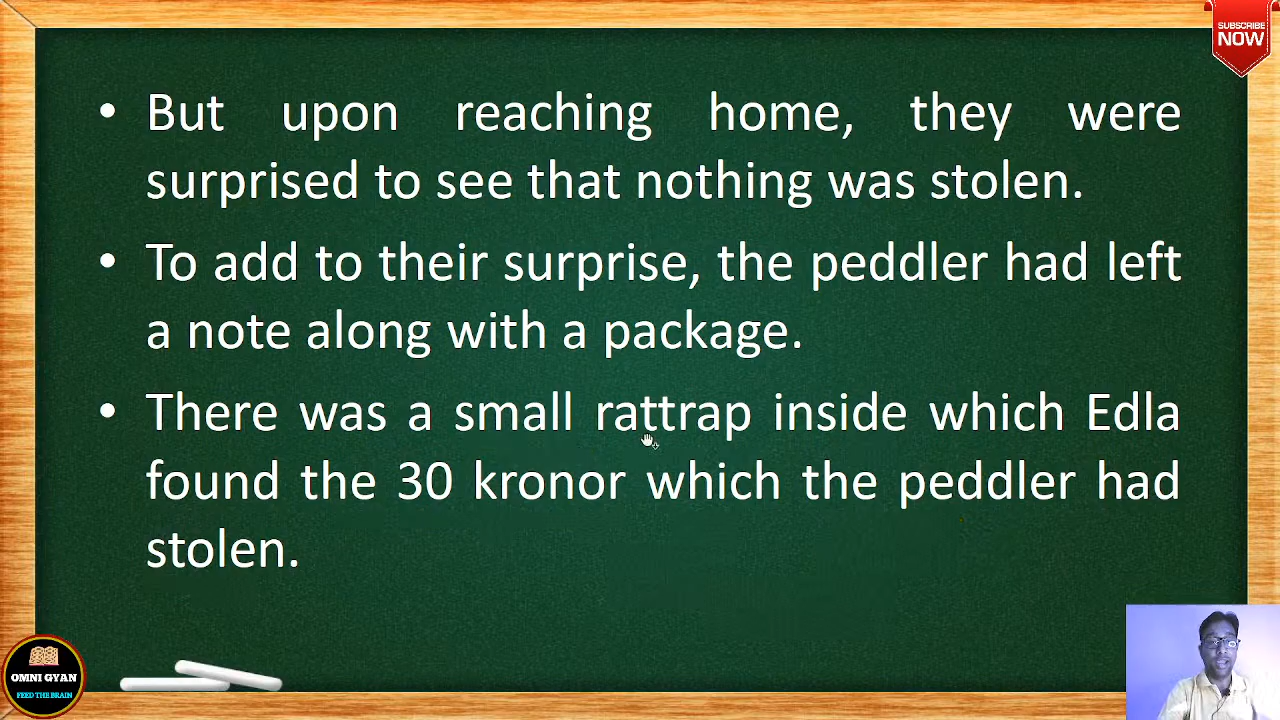 SUBSCRIBE
NOW
• But upon reaching home, they were
surprised to see that nothing was stolen.
• To add to their surprise, the peddler had left
a note along with a package.
• There was a small rattrap inside which Edla
found the 30 kronor which the peddler had
stolen.
OMNI GYAN
FEED THE BRAIN